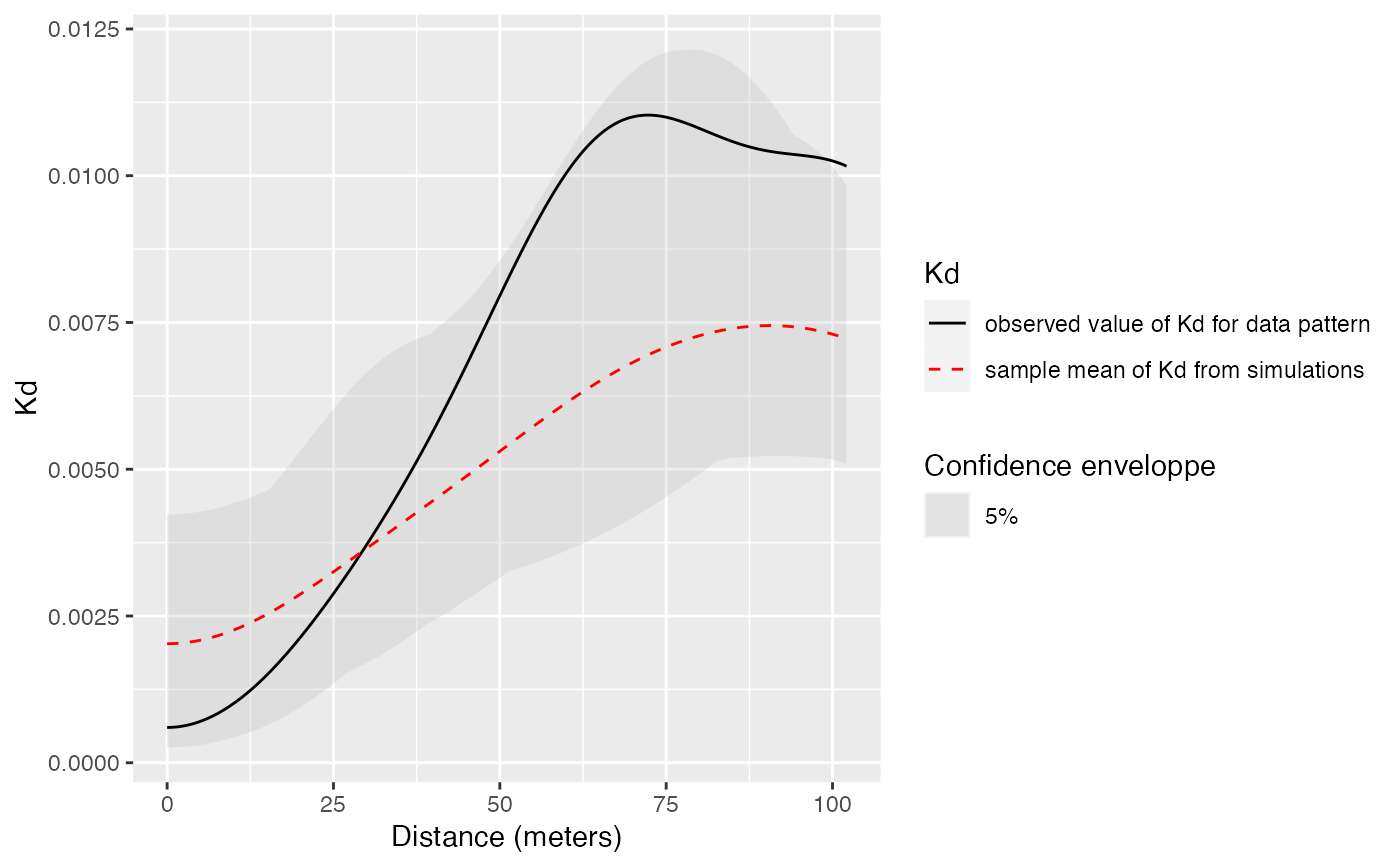 0.0125
0.0100
0.0075
0.0050
0.0025
0.0000
Kd
0 25 50 75 100
Distance (meters)
Kd
observed value of Kd for data pattern
sample mean of Kd from simulations
Confidence enveloppe
5%